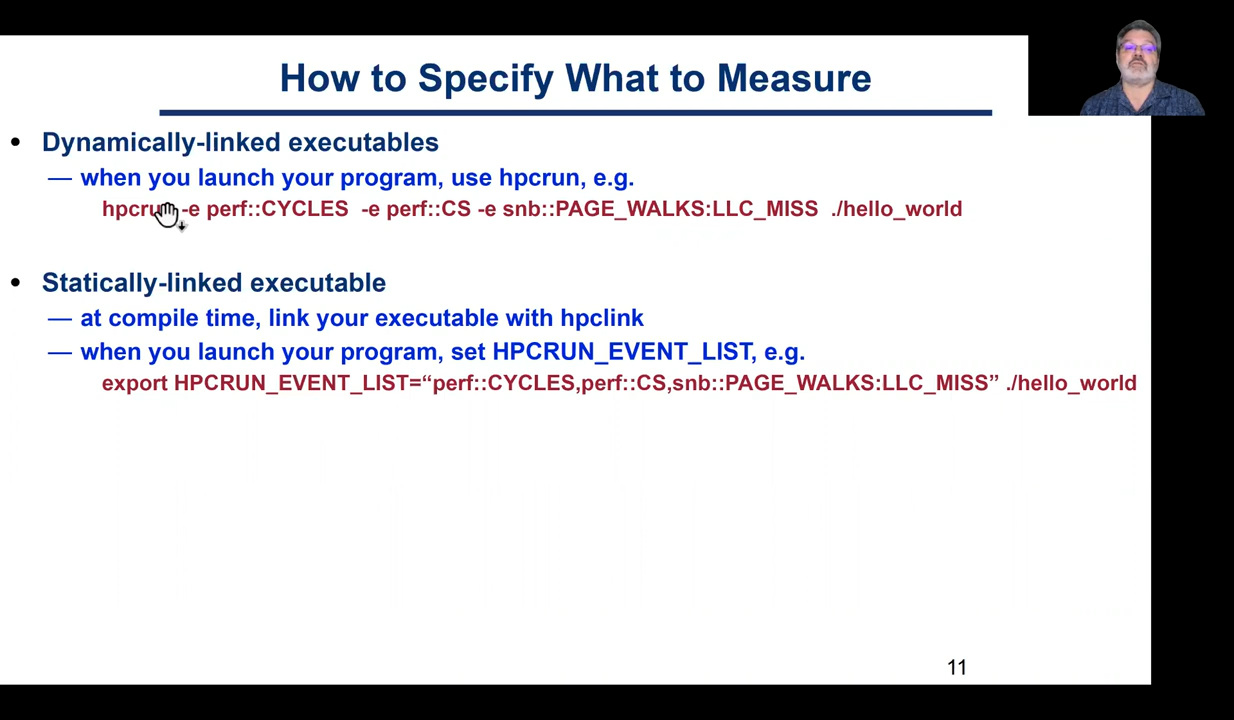 How to Specify What to Measure
• Dynamically-linked executables
— when you launch your program, use hpcrun, e.g.
hpcrun -e perf::CYCLES -e perf::CS -e snb::PAGE_WALKS:LLC_MISS ./hello_world
• Statically-linked executable
— at compile time, link your executable with hpclink
— when you launch your program, set HPCRUN_EVENT_LIST, e.g.
export HPCRUN_EVENT_LIST=“perf::CYCLES,perf::CS,snb::PAGE_WALKS:LLC_MISS” ./hello_world
11